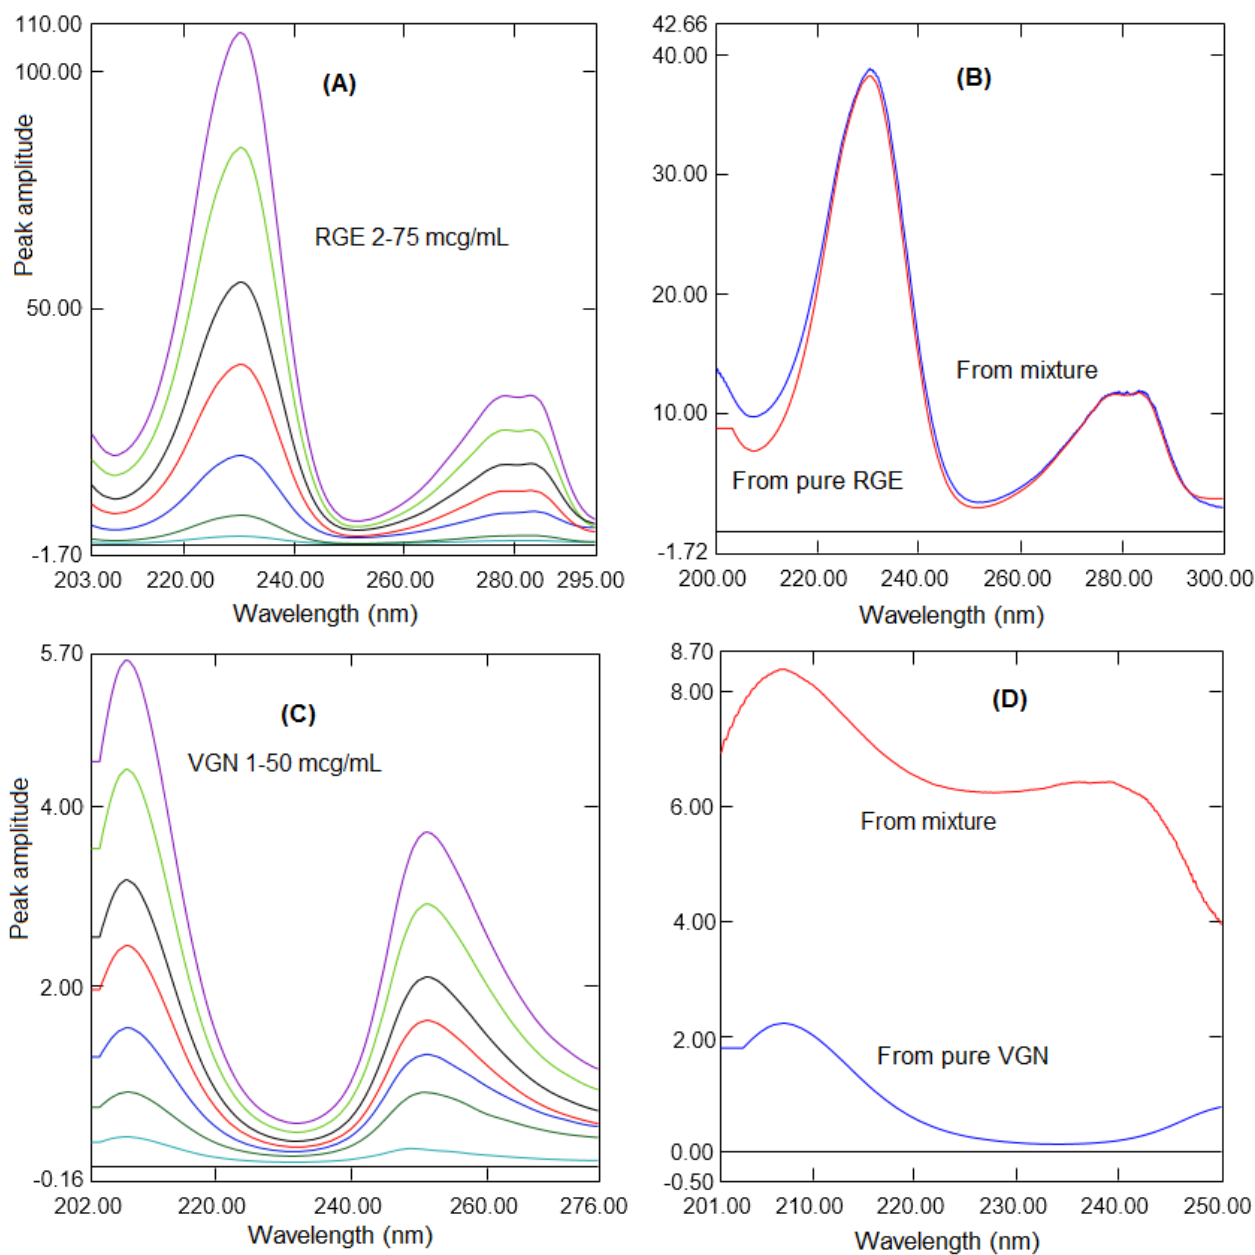 110.00
100.00
50.00
-1.70
Peak amplitude
(A)
RGE 2-75 mcg/mL
203.00 220.00 240.00 260.00 280.00 295.00
Wavelength (nm)
42.66
40.00
30.00
20.00
10.00
-1.72
(B)
From mixture
From pure RGE
200.00 220.00 240.00 260.00 280.00 300.00
Wavelength (nm)
5.70
4.00
2.00
-0.16
Peak amplitude
(C)
VGN 1-50 mcg/mL
202.00 220.00 240.00 260.00 276.00
Wavelength (nm)
8.70
8.00
6.00
4.00
2.00
0.00
-0.50
(D)
From mixture
From pure VGN
201.00 210.00 220.00 230.00 240.00 250.00
Wavelength (nm)